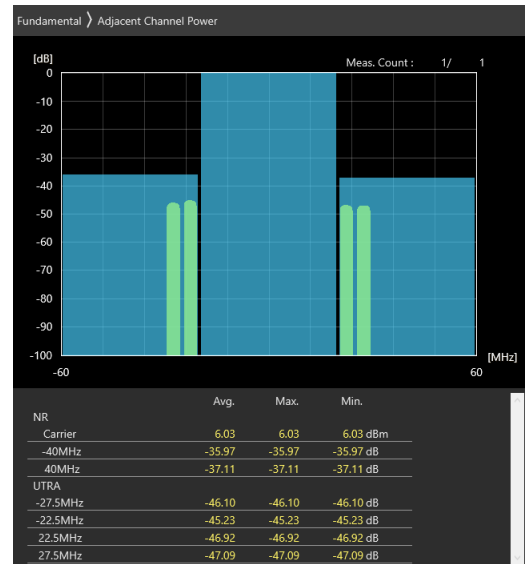 Fundamental ❭ Adjacent Channel Power
[dB]
Meas. Count : 1/ 1
0
-10
-20
-30
-40
-50
-60
-70
-80
-90
-100
[MHz]
-60 60
Avg. Max. Min.
NR
Carrier 6.03 6.03 6.03 dBm
-40MHz -35.97 -35.97 -35.97 dB
40MHz -37.11 -37.11 -37.11 dB
UTRA
-27.5MHz -46.10 -46.10 -46.10 dB
-22.5MHz -45.23 -45.23 -45.23 dB
22.5MHz -46.92 -46.92 -46.92 dB
27.5MHz -47.09 -47.09 -47.09 dB